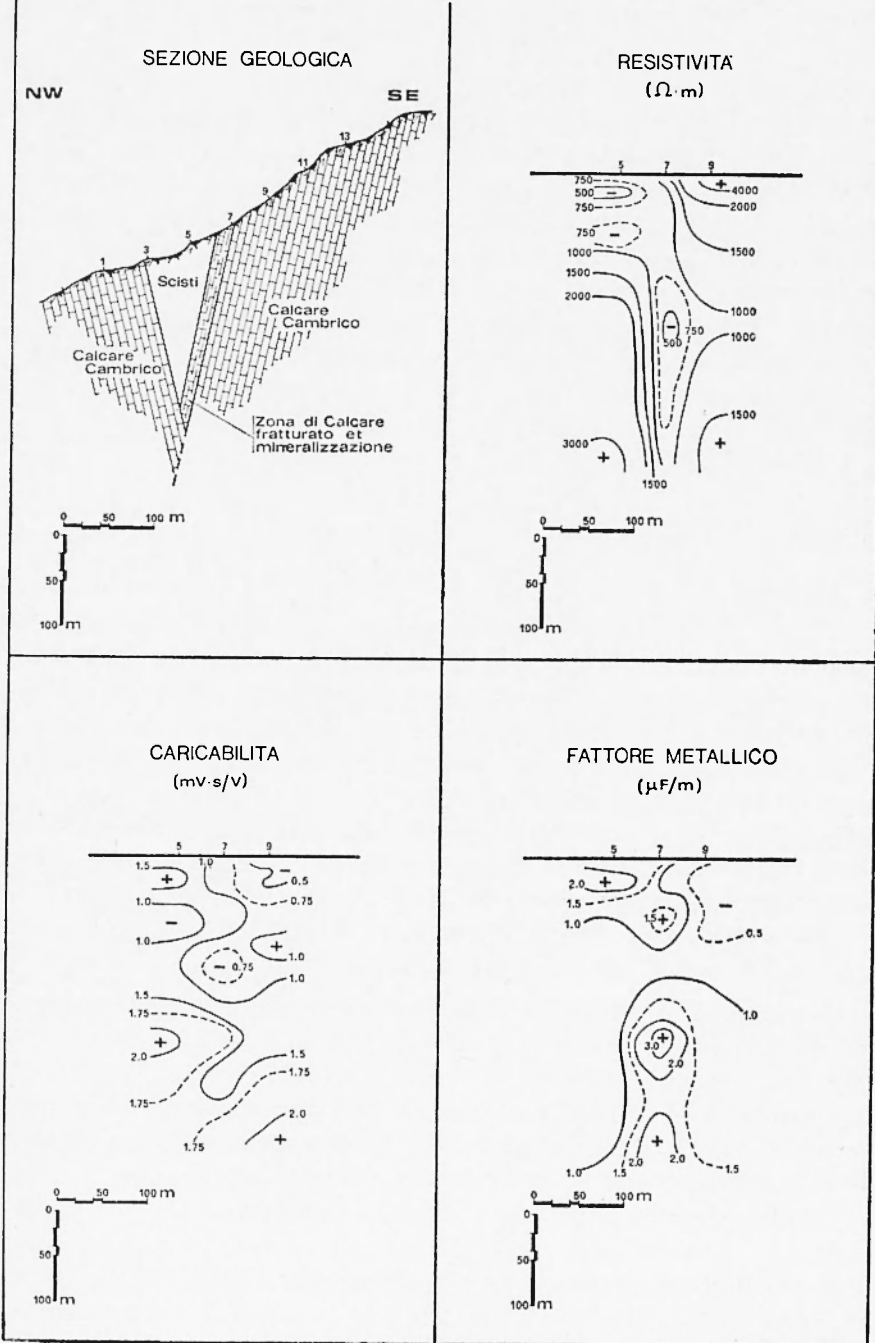 SEZIONE GEOLOGICA
NW
SE
13
11
9
7
5
3
1
Scisti
Calcare
Cambrico
Calcare
Cambrico
Zona di Calcare
fratturato et
mineralizzazione
0 50 100 m
0
50
100 m
RESISTIVITÀ
(Ω·m)
5 7 9
750
500
750
−
+
4000
2000
750
−
1000
1500
1500
2000
1000
−
500
750
1000
1500
3000
+
+
1500
0 50 100 m
0
50
100 m
CARICABILITA
(mV·s/V)
5 7 9
1.5
1.0
+
−
0.5
0.75
1.0
−
1.0
+
1.0
−
0.75
1.0
1.5
1.75
+
2.0
1.5
1.75
1.75
2.0
1.75
+
0 50 100 m
0
50
100 m
FATTORE METALLICO
(µF/m)
5 7 9
2.0
+
1.5
1.5
+
−
1.0
0.5
1.0
3.0
+
2.0
+
1.0
1.5
2.0
2.0
1.5
0 50 100 m
0
50
100 m